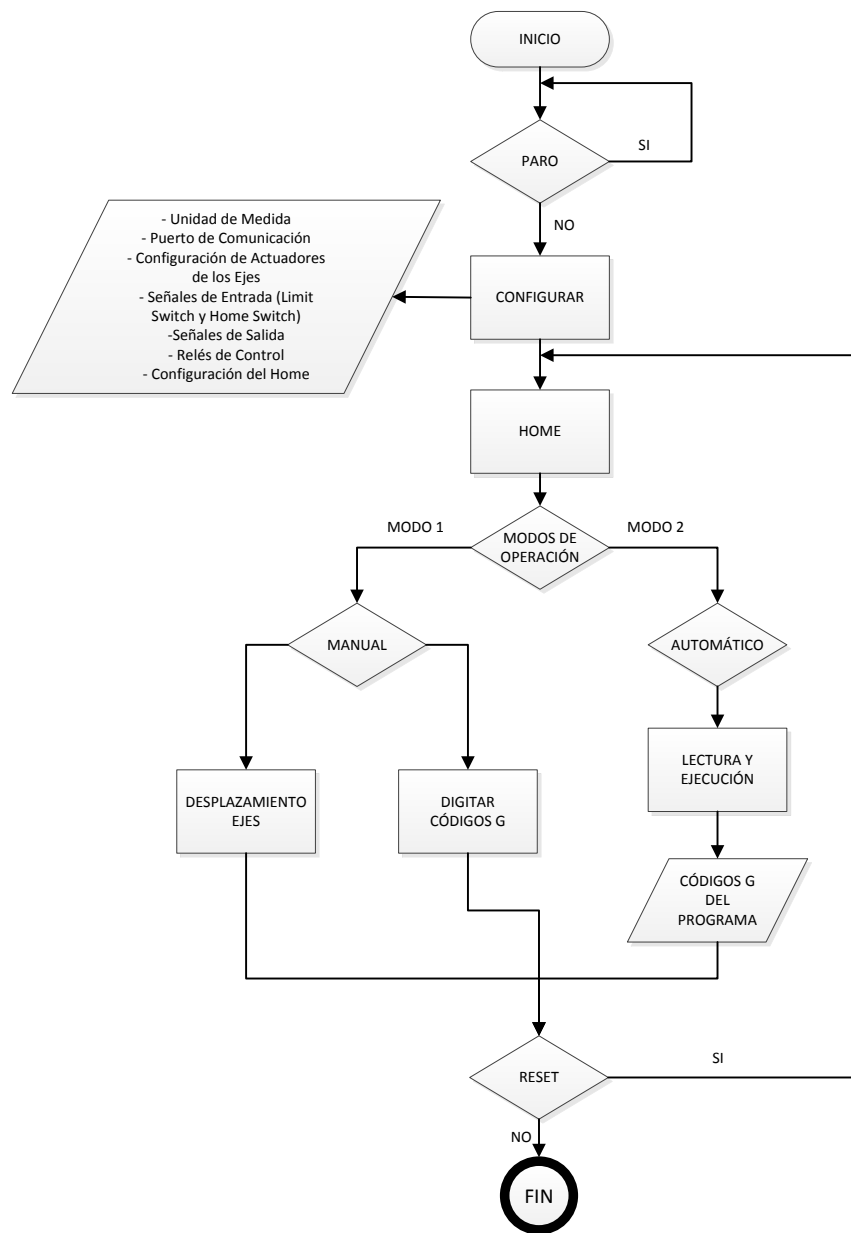 INICIO
SI
PARO
NO
- Unidad de Medida
- Puerto de Comunicación
- Configuración de Actuadores
de los Ejes
- Señales de Entrada (Limit
Switch y Home Switch)
-Señales de Salida
- Relés de Control
- Configuración del Home
CONFIGURAR
HOME
MODO 1
MODOS DE
OPERACIÓN
MODO 2
MANUAL
AUTOMÁTICO
DESPLAZAMIENTO
EJES
DIGITAR
CÓDIGOS G
LECTURA Y
EJECUCIÓN
CÓDIGOS G
DEL
PROGRAMA
RESET
SI
NO
FIN